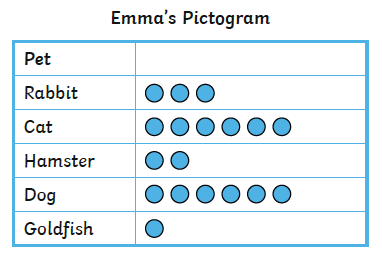 Emma's Pictogram
Pet
Rabbit
Cat
Hamster
Dog
Goldfish